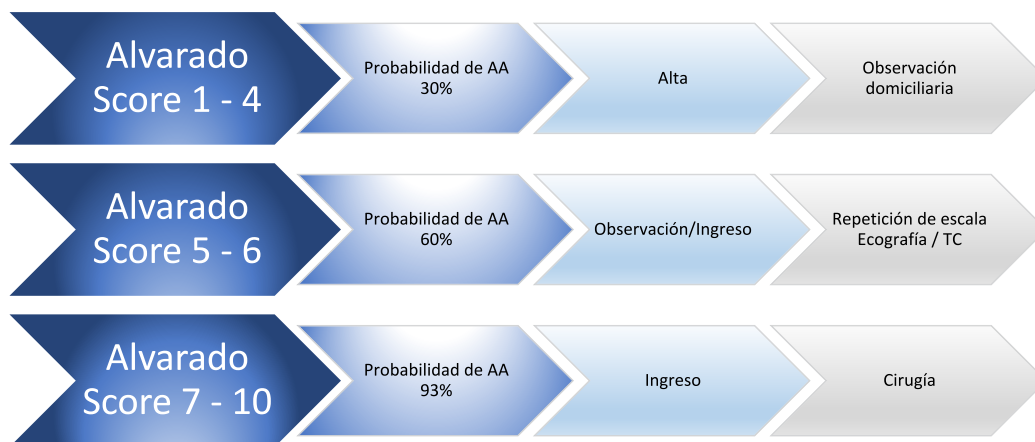 Alvarado
Score 1 - 4
Probabilidad de AA
30%
Alta
Observación
domiciliaria
Alvarado
Score 5 - 6
Probabilidad de AA
60%
Observación/Ingreso
Repetición de escala
Ecografía / TC
Alvarado
Score 7 - 10
Probabilidad de AA
93%
Ingreso
Cirugía